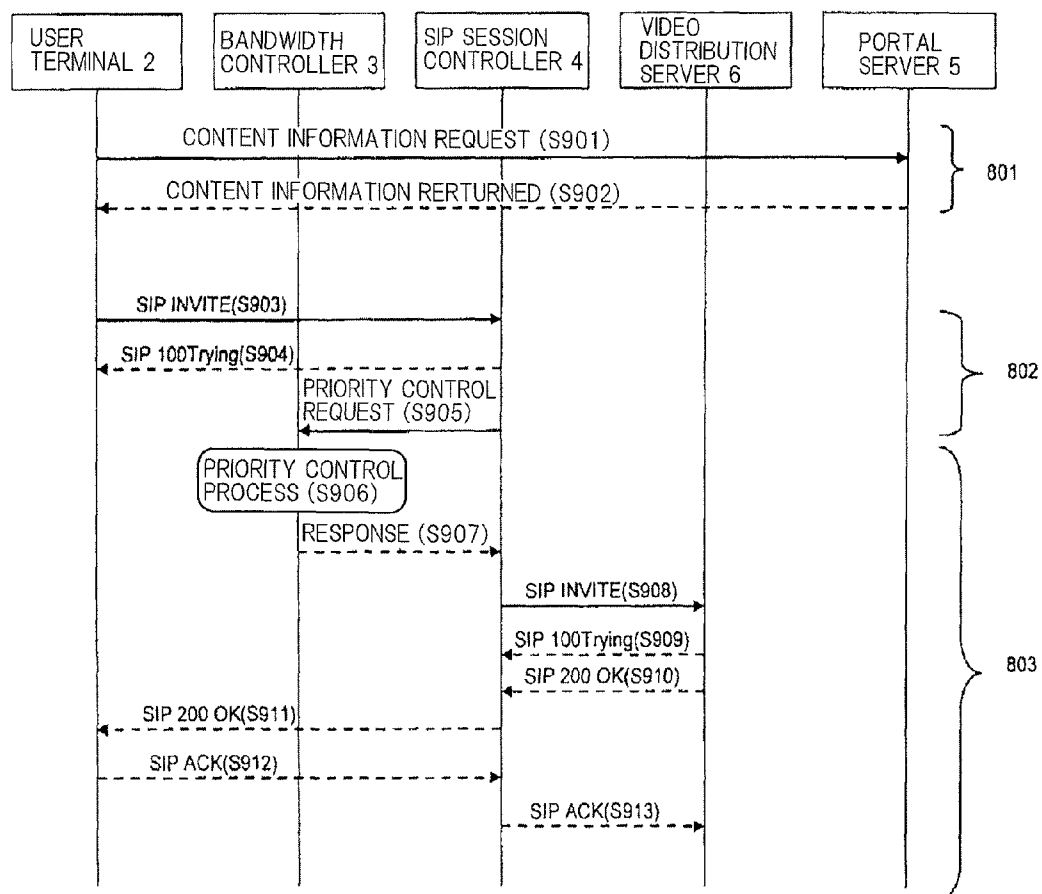 USER
TERMINAL 2
BANDWIDTH
CONTROLLER 3
SIP SESSION
CONTROLLER 4
VIDEO
DISTRIBUTION
SERVER 6
PORTAL
SERVER 5
CONTENT INFORMATION REQUEST (S901)
CONTENT INFORMATION RERTURNED (S902)
801
SIP INVITE(S903)
SIP 100Trying(S904)
PRIORITY CONTROL
REQUEST (S905)
802
PRIORITY CONTROL
PROCESS (S906)
RESPONSE (S907)
SIP INVITE(S908)
SIP 100Trying(S909)
SIP 200 OK(S910)
803
SIP 200 OK(S911)
SIP ACK(S912)
SIP ACK(S913)